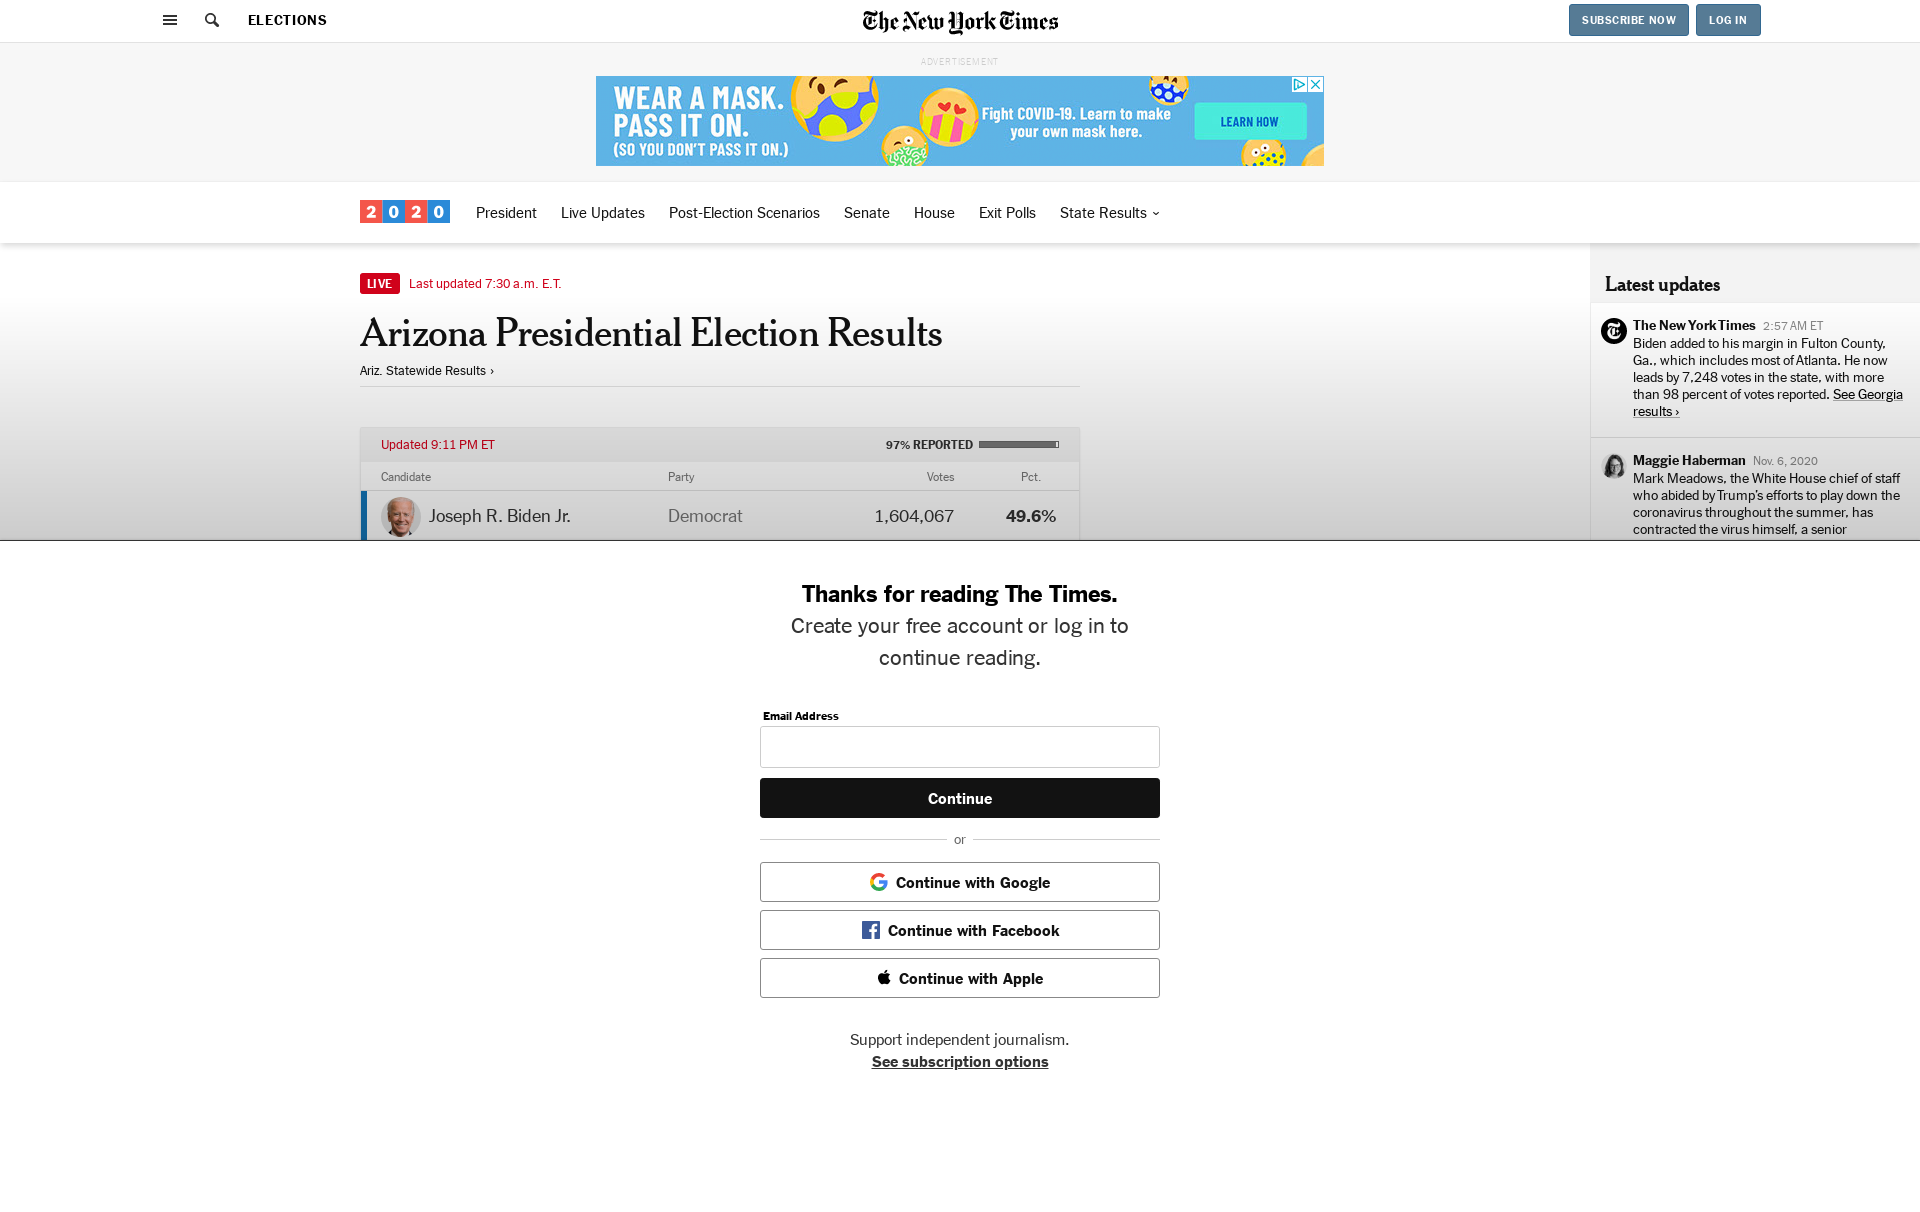 ELECTIONS
The New York Times
SUBSCRIBE NOW
LOG IN
ADVERTISEMENT
WEAR A MASK.
PASS IT ON.
(SO YOU DON'T PASS IT ON.)
Fight COVID-19. Learn to make
your own mask here.
LEARN HOW
2020
President
Live Updates
Post-Election Scenarios
Senate
House
Exit Polls
State Results
LIVE
Last updated 7:30 a.m. E.T.
Arizona Presidential Election Results
Ariz. Statewide Results ›
Updated 9:11 PM ET
97% REPORTED
Candidate Party Votes Pct.
Joseph R. Biden Jr. Democrat 1,604,067 49.6%
Latest updates
The New York Times 2:57 AM ET
Biden added to his margin in Fulton County,
Ga., which includes most of Atlanta. He now
leads by 7,248 votes in the state, with more
than 98 percent of votes reported. See Georgia
results ›
Maggie Haberman Nov. 6, 2020
Mark Meadows, the White House chief of staff
who abided by Trump's efforts to play down the
coronavirus throughout the summer, has
contracted the virus himself, a senior
Thanks for reading The Times.
Create your free account or log in to
continue reading.
Email Address
Continue
or
Continue with Google
Continue with Facebook
Continue with Apple
Support independent journalism.
See subscription options